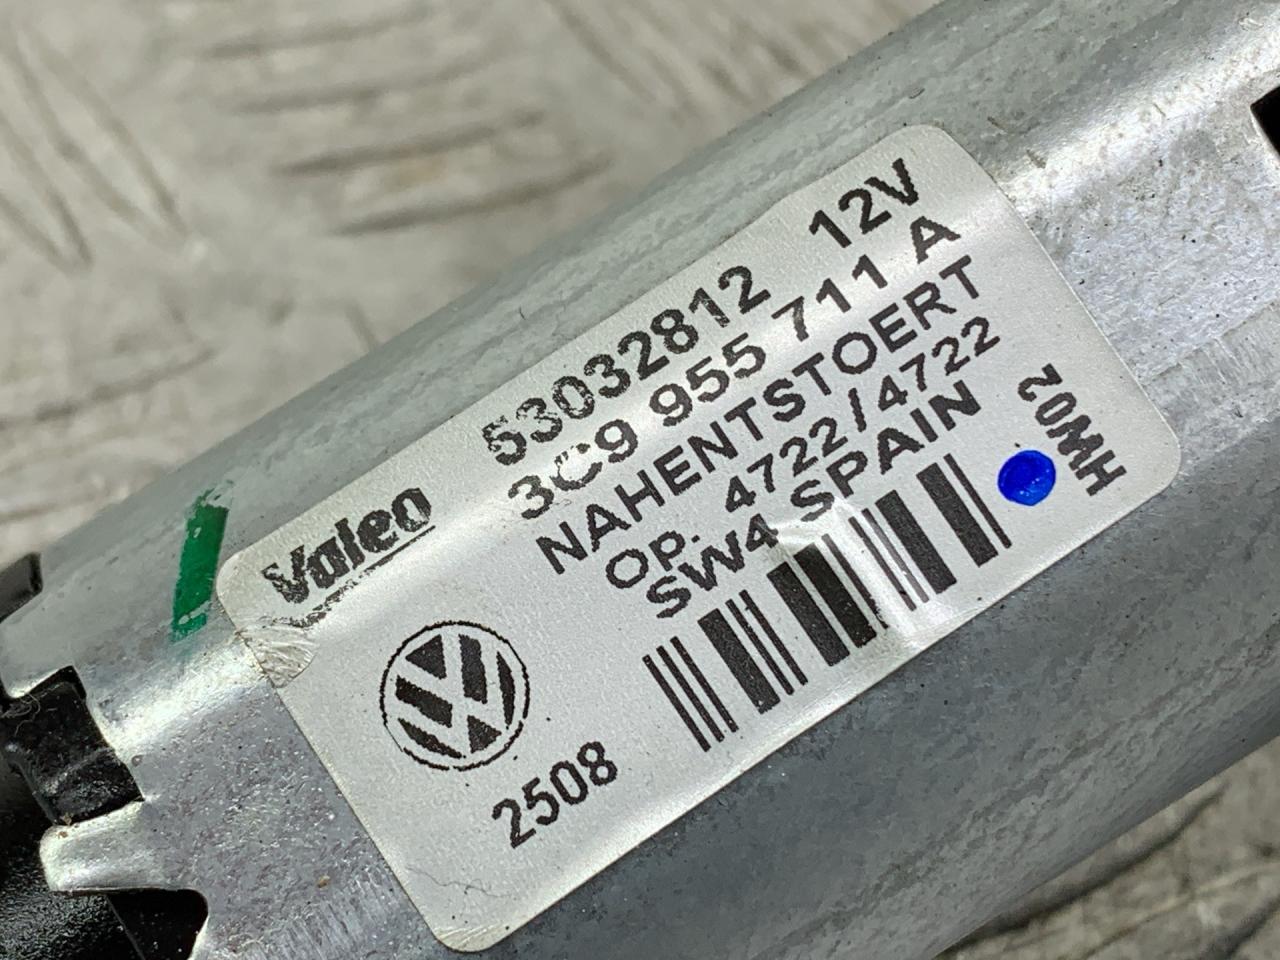 Valeo
53032812 12V
3C9 955 711 A
NAHENTSTOERT
OP. 4722/4722
SW4 SPAIN
HW02
2508